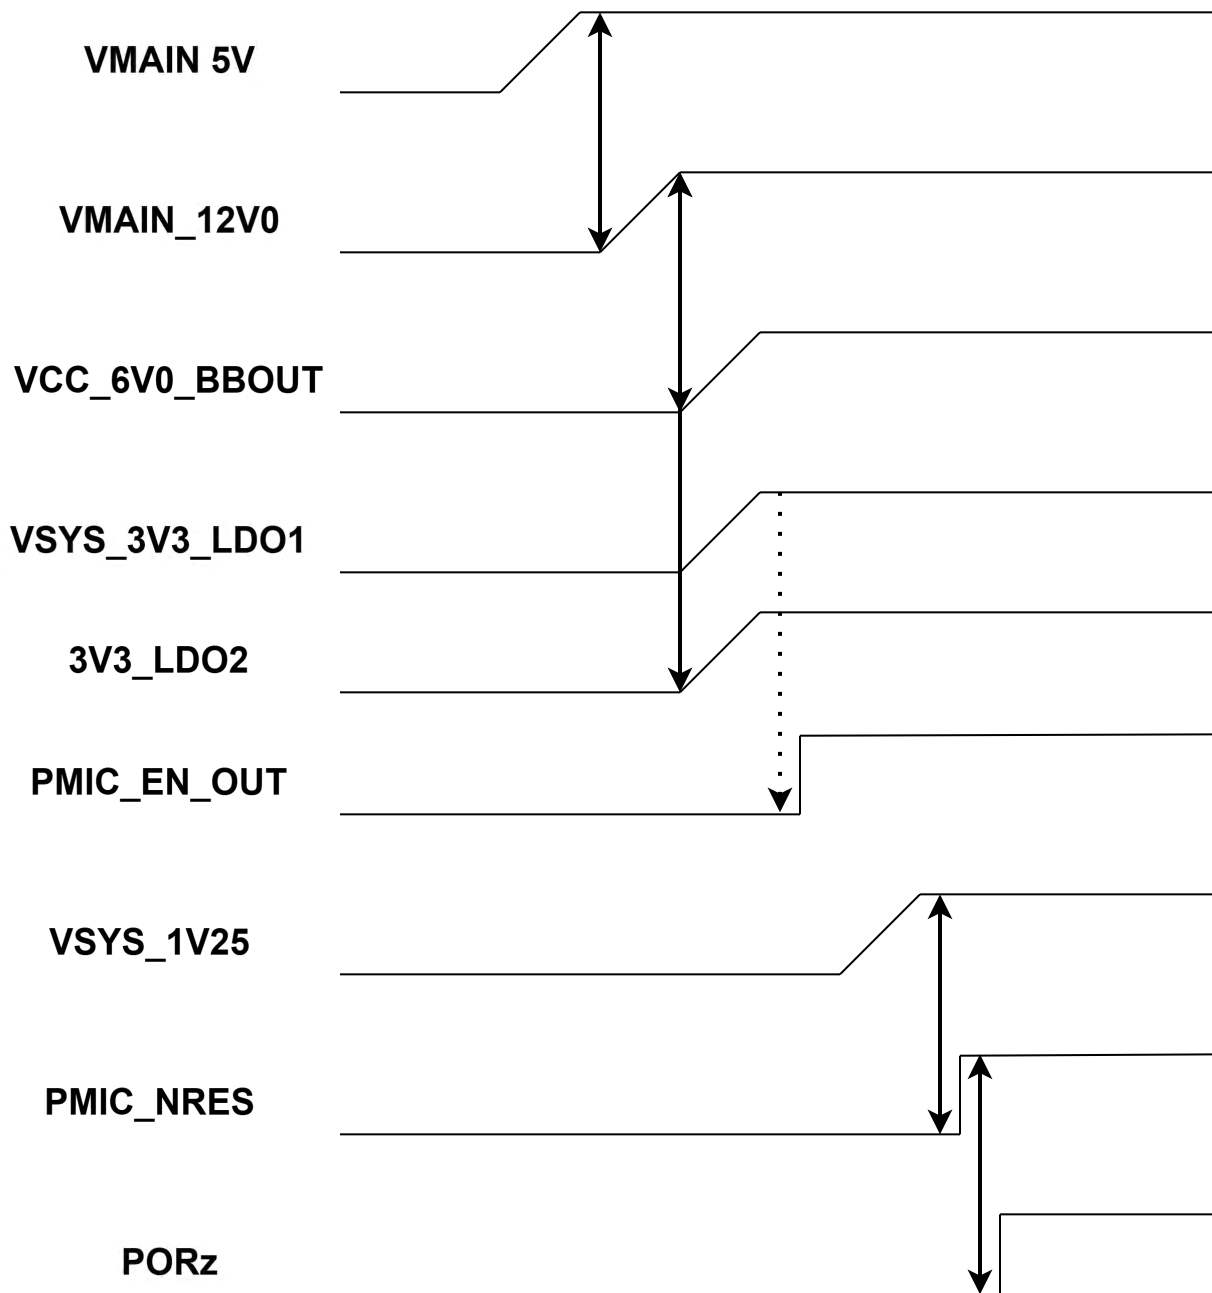 VMAIN 5V
VMAIN_12V0
VCC_6V0_BBOUT
VSYS_3V3_LDO1
3V3_LDO2
PMIC_EN_OUT
VSYS_1V25
PMIC_NRES
PORz